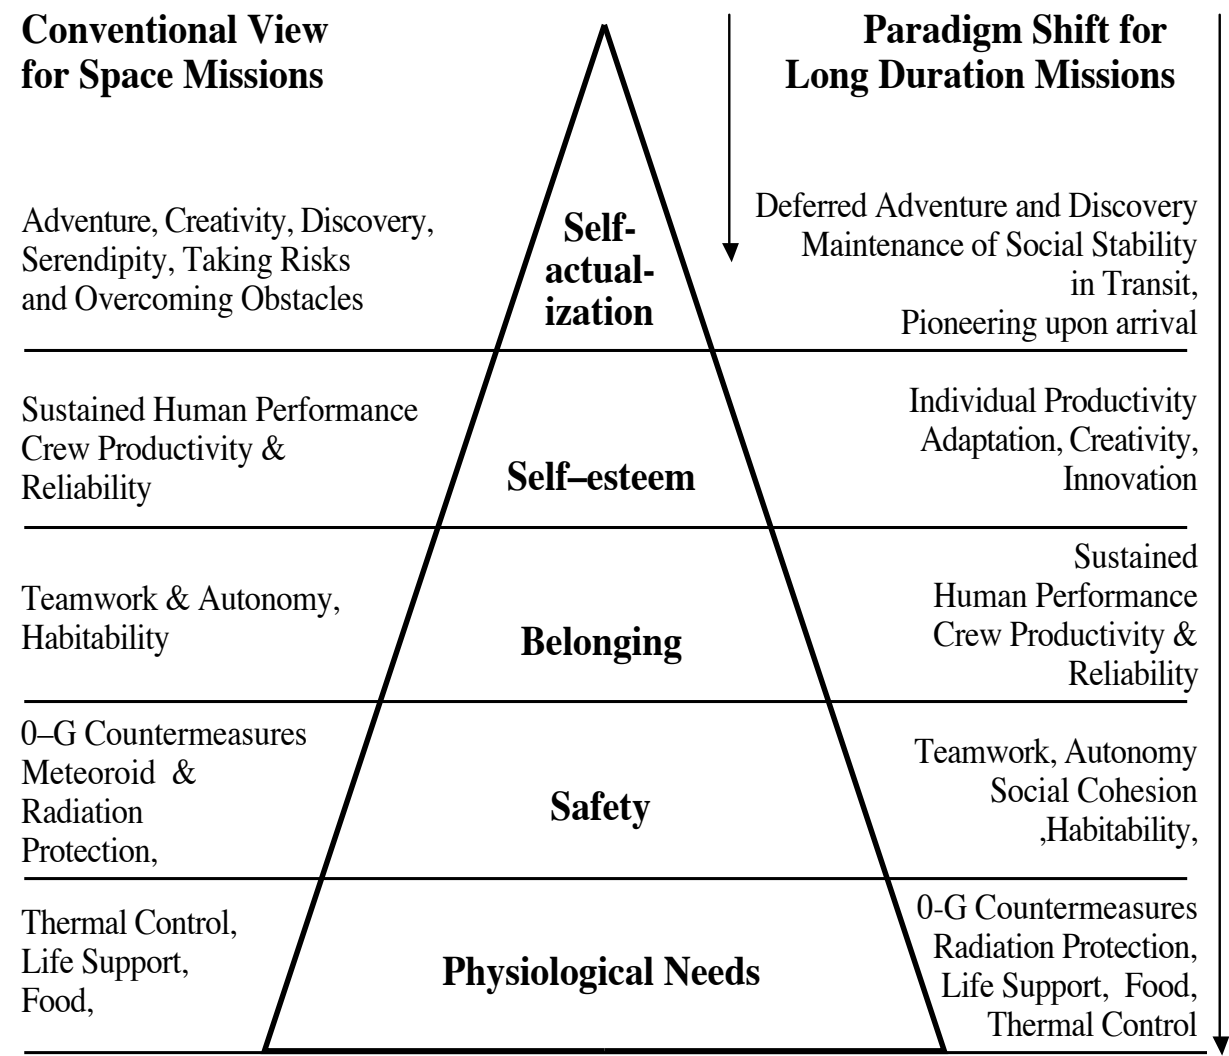 Conventional View
for Space Missions
Paradigm Shift for
Long Duration Missions
Adventure, Creativity, Discovery,
Serendipity, Taking Risks
and Overcoming Obstacles
Self-
actual-
ization
Deferred Adventure and Discovery
Maintenance of Social Stability
in Transit,
Pioneering upon arrival
Sustained Human Performance
Crew Productivity &
Reliability
Self–esteem
Individual Productivity
Adaptation, Creativity,
Innovation
Teamwork & Autonomy,
Habitability
Belonging
Sustained
Human Performance
Crew Productivity &
Reliability
0–G Countermeasures
Meteoroid &
Radiation
Protection,
Safety
Teamwork, Autonomy
Social Cohesion
,Habitability,
Thermal Control,
Life Support,
Food,
Physiological Needs
0-G Countermeasures
Radiation Protection,
Life Support, Food,
Thermal Control